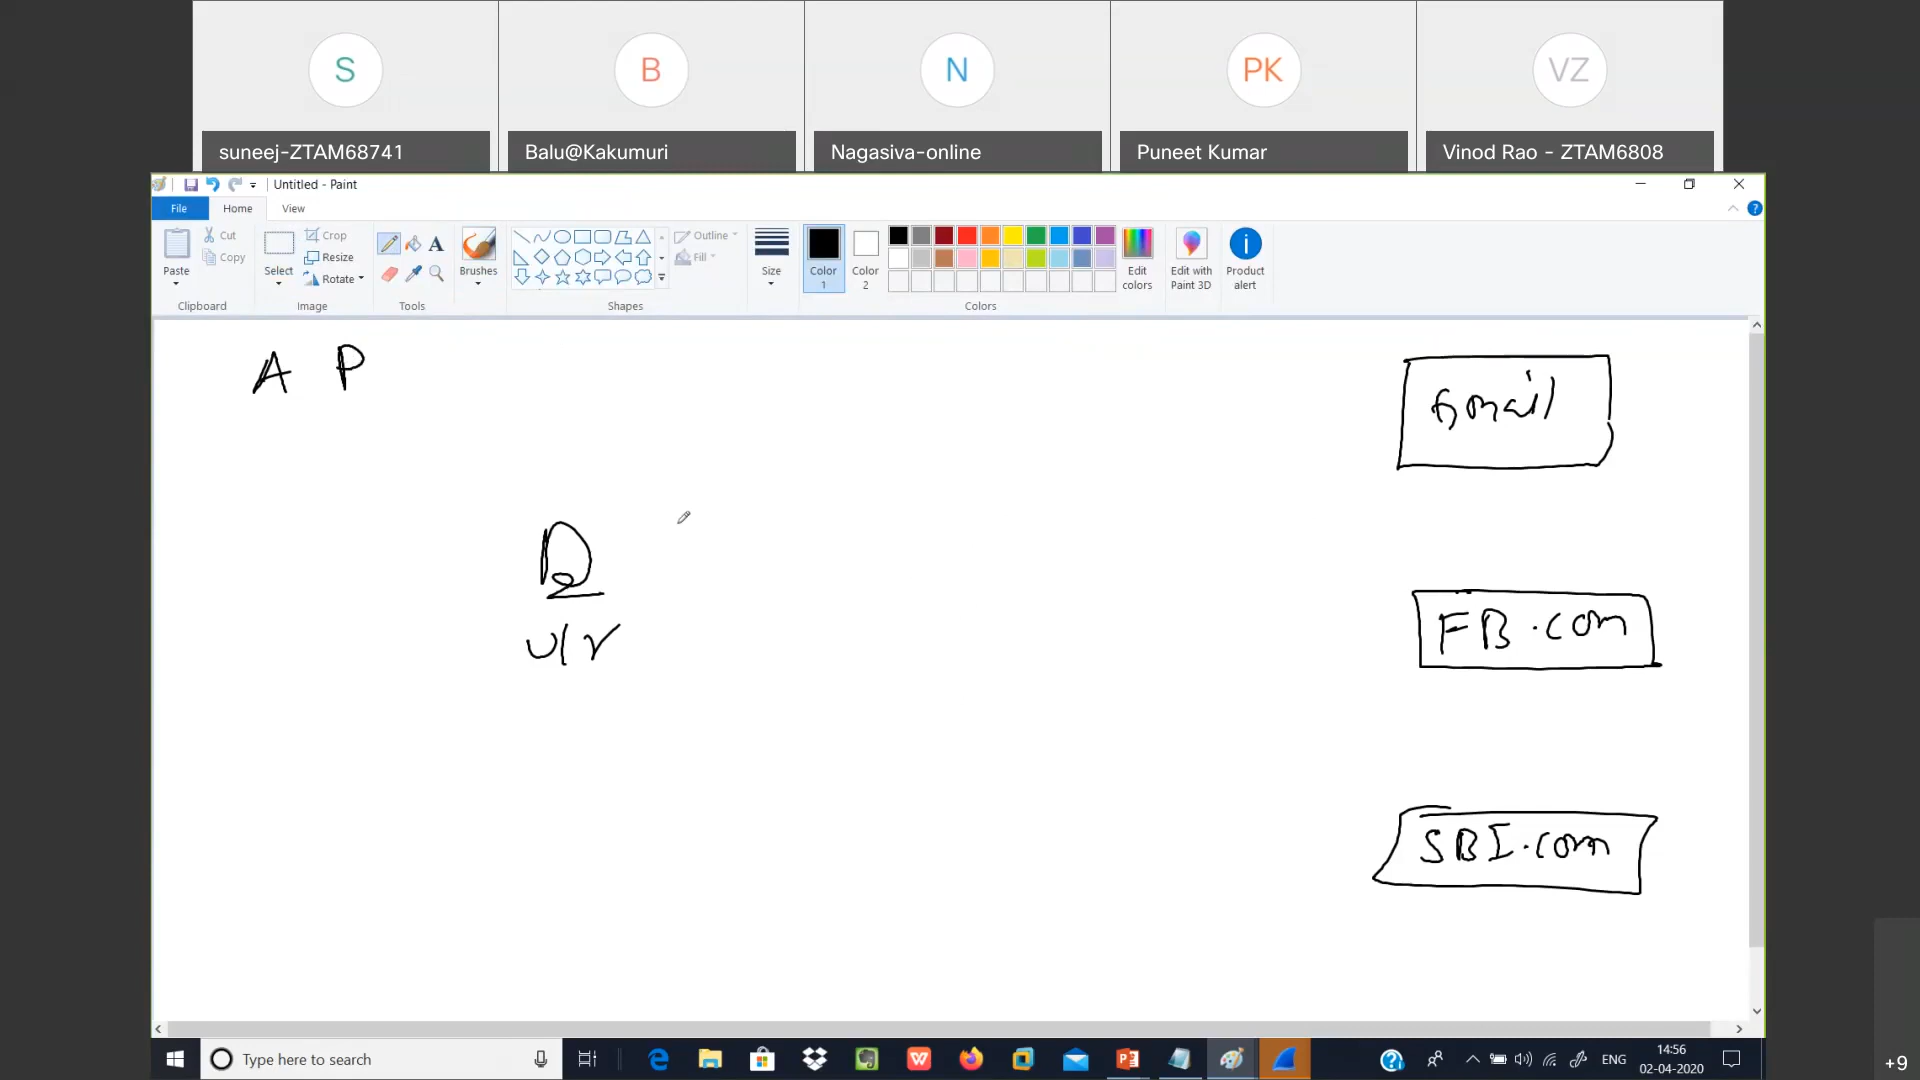 S
B
N
PK
VZ
suneej-ZTAM68741
Balu@Kakumuri
Nagasiva-online
Puneet Kumar
Vinod Rao - ZTAM6808
Untitled - Paint
File
Home
View
Paste
Cut
Copy
Clipboard
Select
Crop
Resize
Rotate
Image
A
Tools
Brushes
Outline
Fill
Shapes
Size
Color
1
Color
2
Edit
colors
Colors
Edit with
Paint 3D
Product
alert
A P
Gmail
FB.com
SBI.com
Type here to search
ENG
14:56
02-04-2020
+9